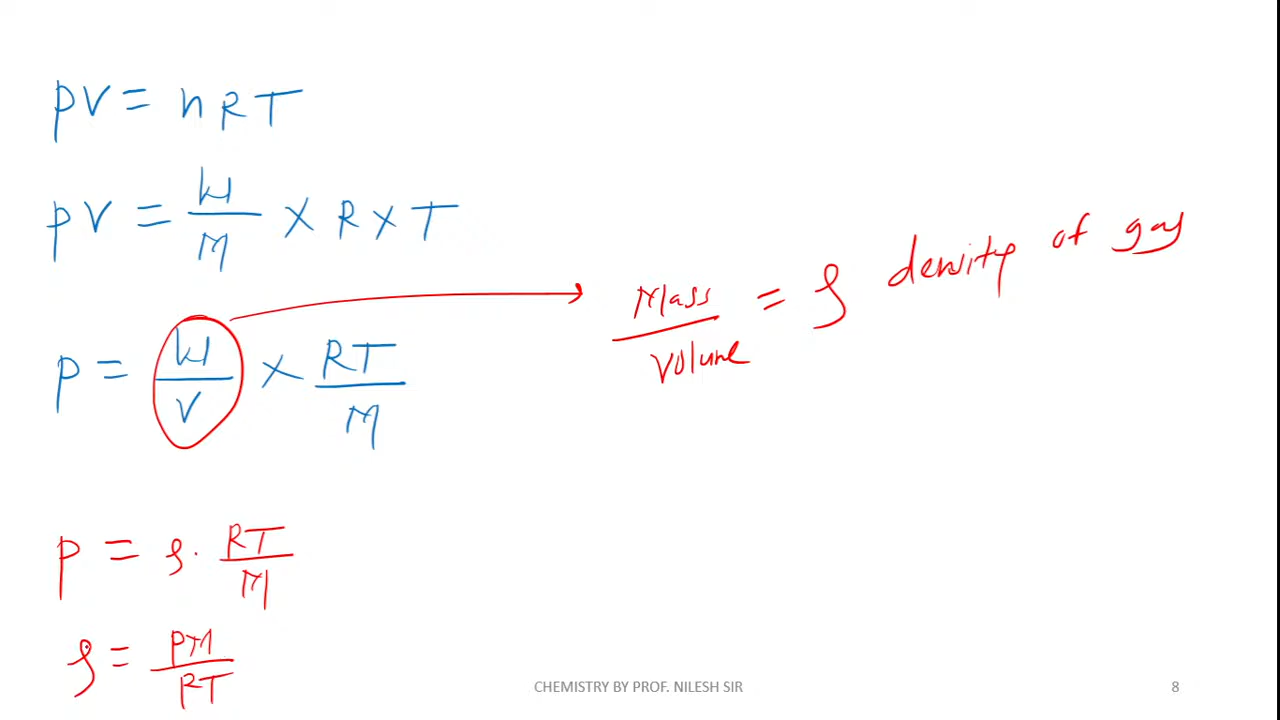 PV = nRT
PV = W/M × R × T
P = W/V × RT/M
Mass/Volume = ρ density of gas
P = ρ · RT/M
ρ = PM/RT
CHEMISTRY BY PROF. NILESH SIR 8